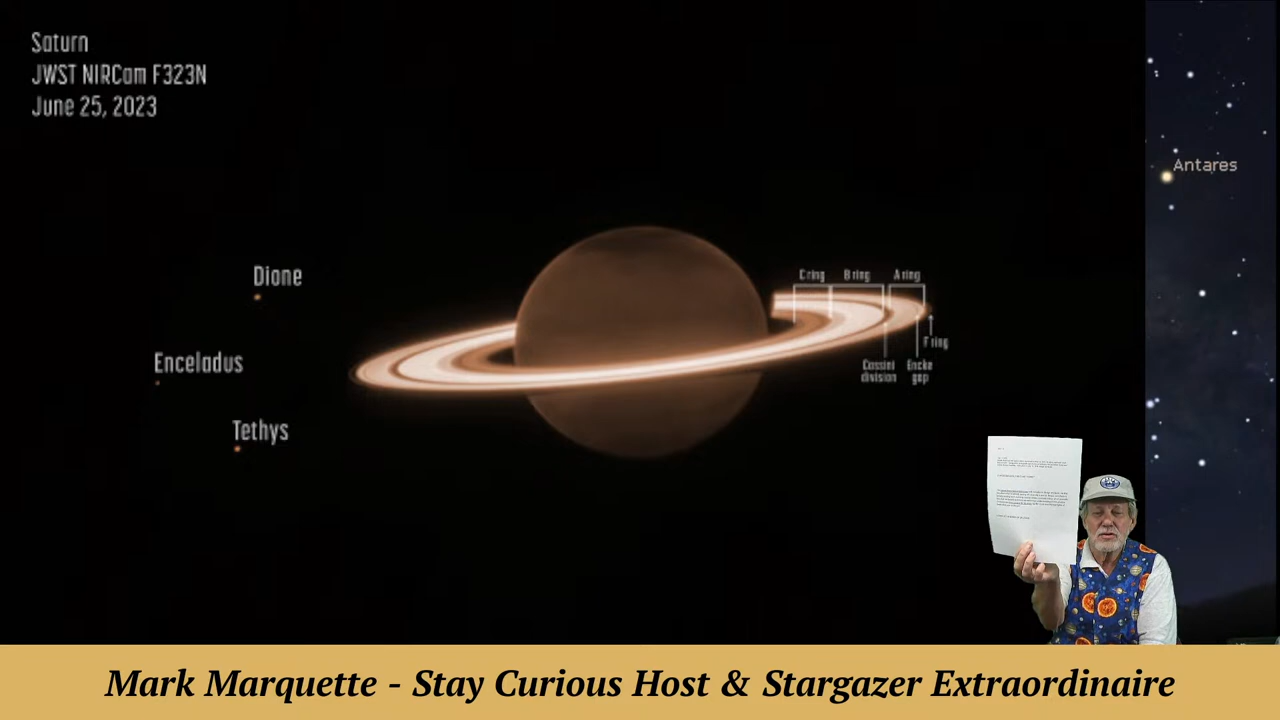 Saturn
JWST NIRCam F323N
June 25, 2023
Antares
Dione
C ring B ring A ring
Enceladus
F ring
Cassini division
Encke gap
Tethys
Mark Marquette - Stay Curious Host & Stargazer Extraordinaire